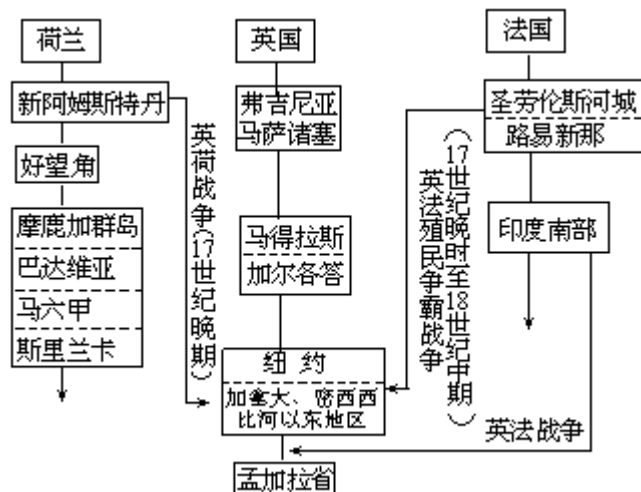 荷兰
英国
法国
新阿姆斯特丹
弗吉尼亚
马萨诸塞
圣劳伦斯河城
路易新那
好望角
英荷战争(17世纪晚期)
(17世纪晚时至18世纪中期)
英法殖民争霸战争
摩鹿加群岛
巴达维亚
马六甲
斯里兰卡
马得拉斯
加尔各答
印度南部
纽约
加拿大、密西西
比河以东地区
英法战争
孟加拉省